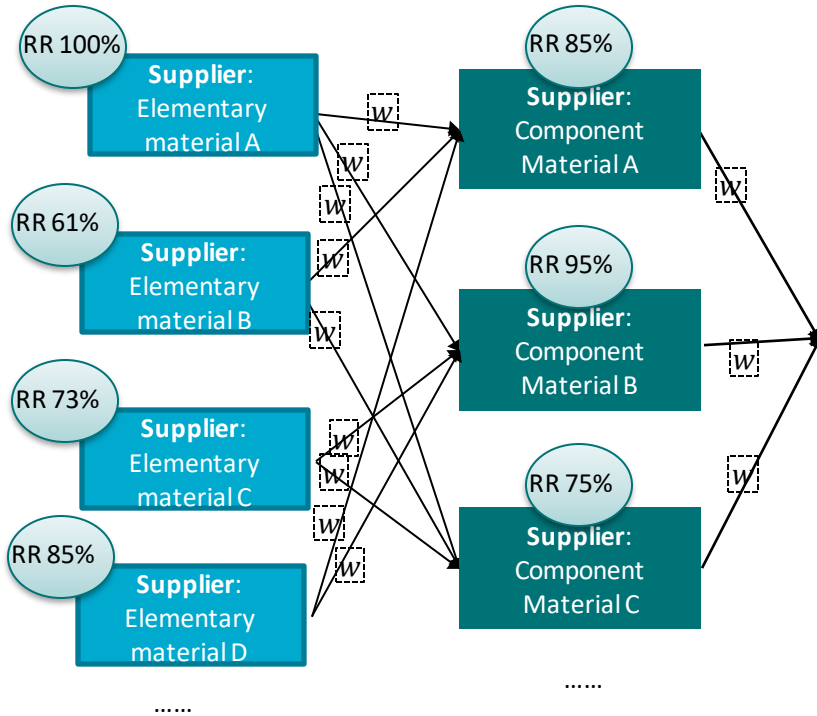 RR 100%
Supplier:
Elementary
material A
RR 61%
Supplier:
Elementary
material B
RR 73%
Supplier:
Elementary
material C
RR 85%
Supplier:
Elementary
material D
......
w
w
w
w
w
w
w
w
w
RR 85%
Supplier:
Component
Material A
RR 95%
Supplier:
Component
Material B
RR 75%
Supplier:
Component
Material C
......
w
w
w